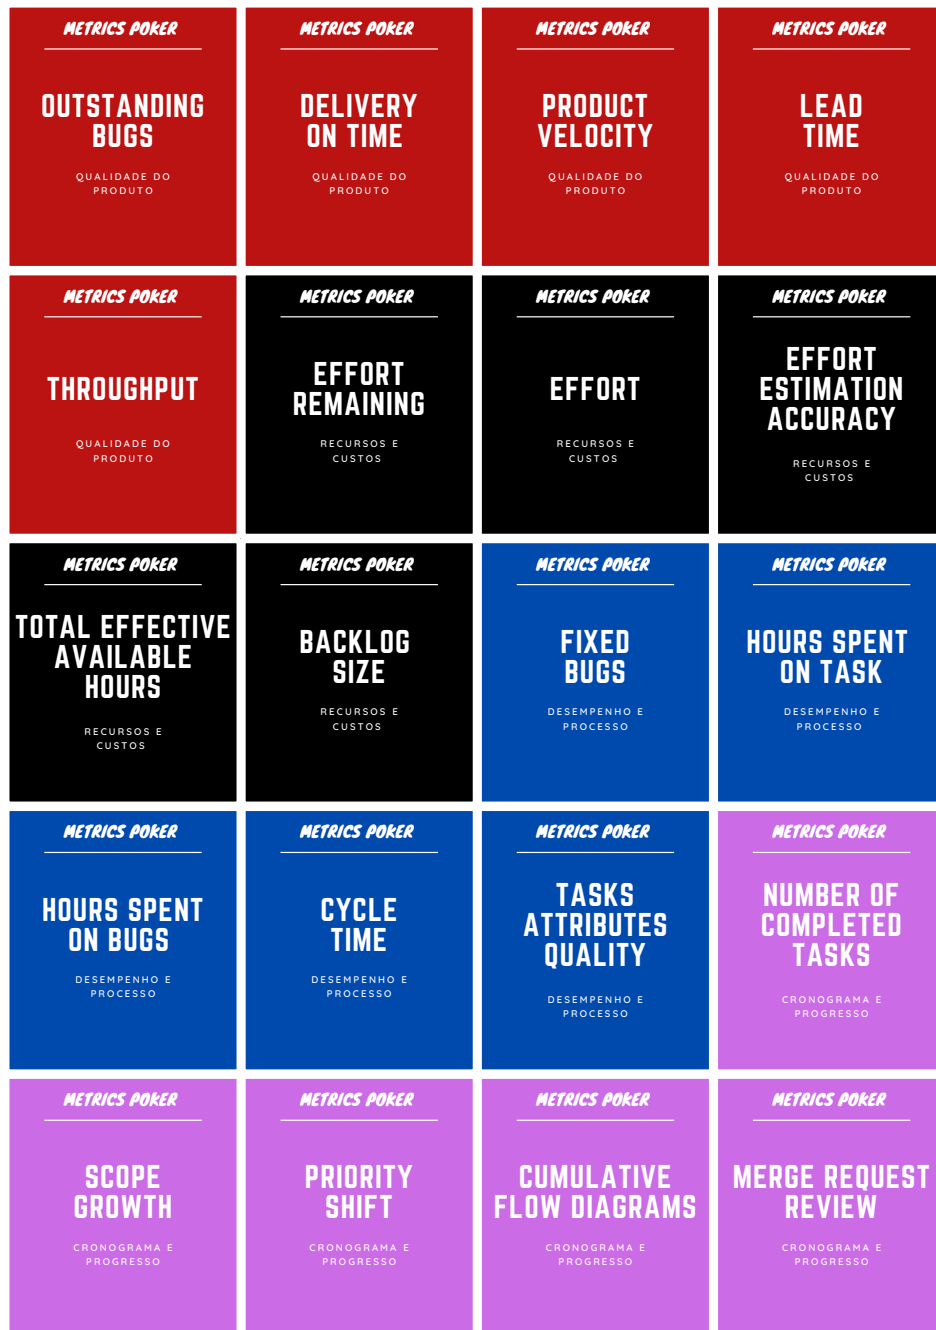 METRICS POKER
OUTSTANDING
BUGS
QUALIDADE DO
PRODUTO
METRICS POKER
DELIVERY
ON TIME
QUALIDADE DO
PRODUTO
METRICS POKER
PRODUCT
VELOCITY
QUALIDADE DO
PRODUTO
METRICS POKER
LEAD
TIME
QUALIDADE DO
PRODUTO
METRICS POKER
THROUGHPUT
QUALIDADE DO
PRODUTO
METRICS POKER
EFFORT
REMAINING
RECURSOS E
CUSTOS
METRICS POKER
EFFORT
RECURSOS E
CUSTOS
METRICS POKER
EFFORT
ESTIMATION
ACCURACY
RECURSOS E
CUSTOS
METRICS POKER
TOTAL EFFECTIVE
AVAILABLE
HOURS
RECURSOS E
CUSTOS
METRICS POKER
BACKLOG
SIZE
RECURSOS E
CUSTOS
METRICS POKER
FIXED
BUGS
DESEMPENHO E
PROCESSO
METRICS POKER
HOURS SPENT
ON TASK
DESEMPENHO E
PROCESSO
METRICS POKER
HOURS SPENT
ON BUGS
DESEMPENHO E
PROCESSO
METRICS POKER
CYCLE
TIME
DESEMPENHO E
PROCESSO
METRICS POKER
TASKS
ATTRIBUTES
QUALITY
DESEMPENHO E
PROCESSO
METRICS POKER
NUMBER OF
COMPLETED
TASKS
CRONOGRAMA E
PROGRESSO
METRICS POKER
SCOPE
GROWTH
CRONOGRAMA E
PROGRESSO
METRICS POKER
PRIORITY
SHIFT
CRONOGRAMA E
PROGRESSO
METRICS POKER
CUMULATIVE
FLOW DIAGRAMS
CRONOGRAMA E
PROGRESSO
METRICS POKER
MERGE REQUEST
REVIEW
CRONOGRAMA E
PROGRESSO